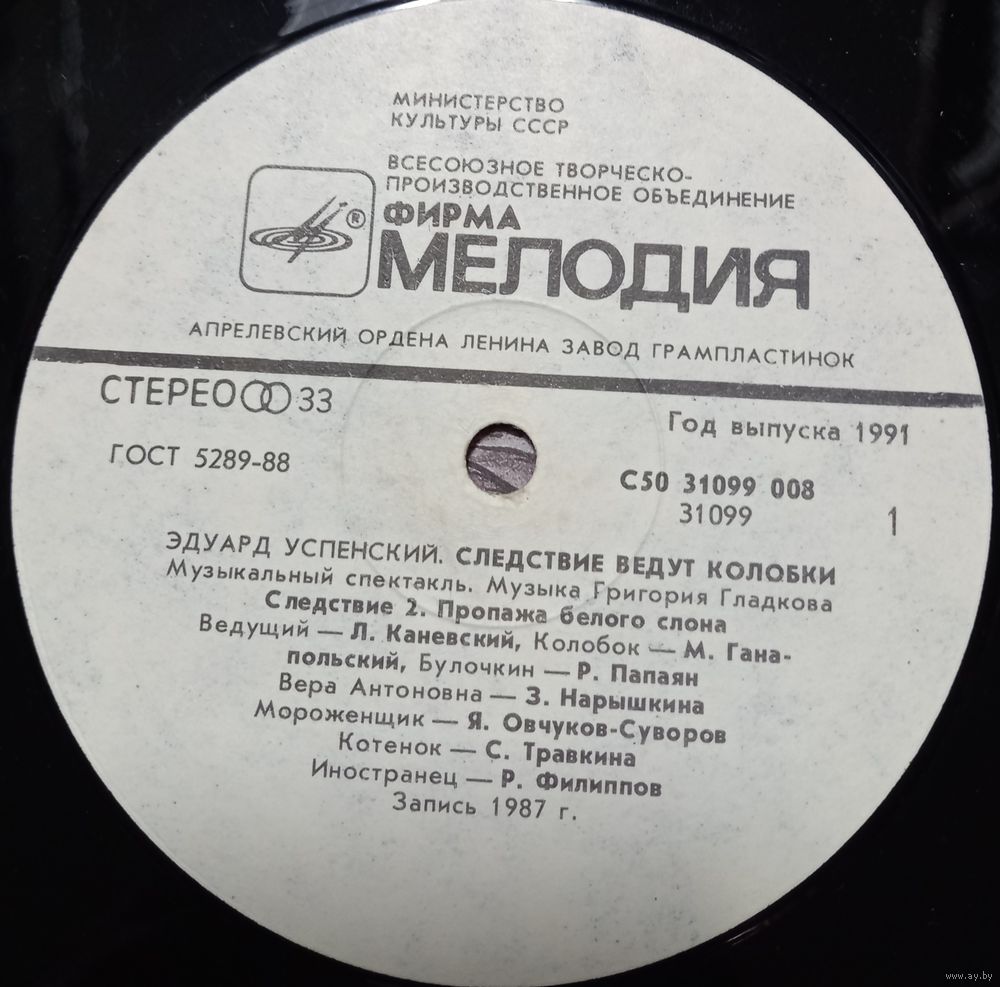 МИНИСТЕРСТВО
КУЛЬТУРЫ СССР
ВСЕСОЮЗНОЕ ТВОРЧЕСКО-
ПРОИЗВОДСТВЕННОЕ ОБЪЕДИНЕНИЕ
®
ФИРМА
МЕЛОДИЯ
АПРЕЛЕВСКИЙ ОРДЕНА ЛЕНИНА ЗАВОД ГРАМПЛАСТИНОК
СТЕРЕО 33
Год выпуска 1991
ГОСТ 5289-88
С50 31099 008
31099
1
ЭДУАРД УСПЕНСКИЙ. СЛЕДСТВИЕ ВЕДУТ КОЛОБКИ
Музыкальный спектакль. Музыка Григория Гладкова
Следствие 2. Пропажа белого слона
Ведущий — Л. Каневский, Колобок — М. Гана-
польский, Булочкин — Р. Папаян
Вера Антоновна — З. Нарышкина
Мороженщик — Я. Овчуков-Суворов
Котенок — С. Травкина
Иностранец — Р. Филиппов
Запись 1987 г.
www.ay.by